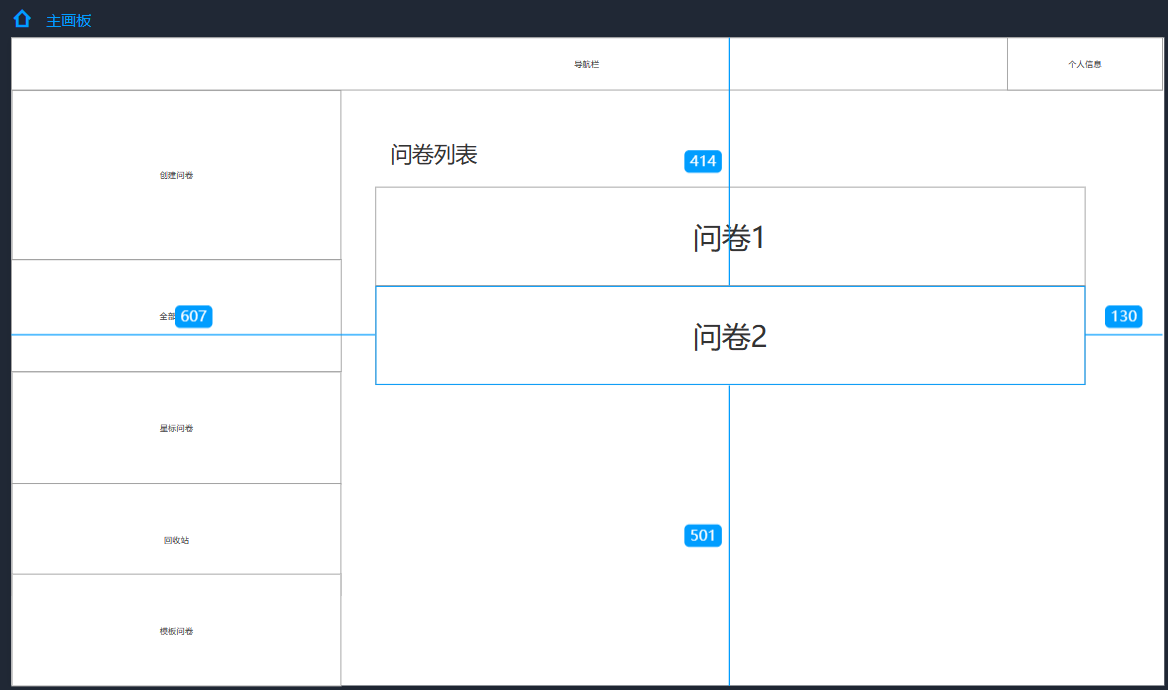 主画板
导航栏
个人信息
创建问卷
问卷列表
414
问卷1
全部
607
130
问卷2
星标问卷
501
回收站
模板问卷